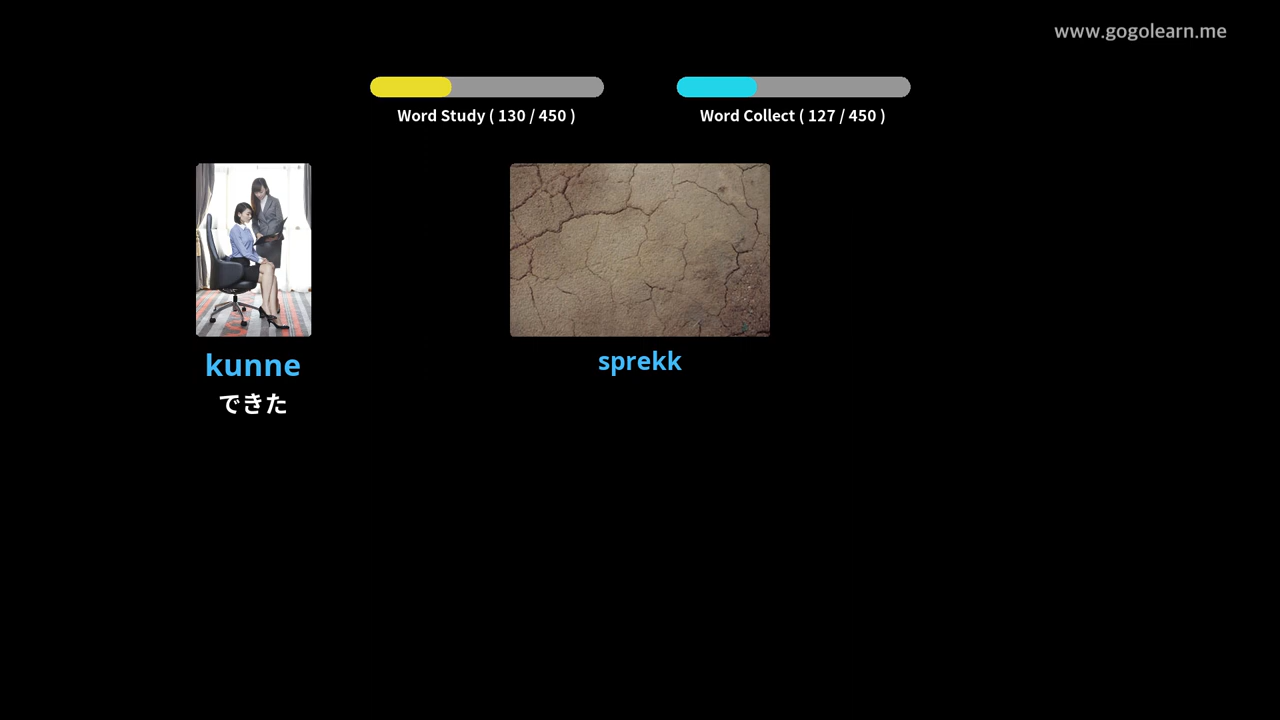 www.gogolearn.me
Word Study ( 130 / 450 )
Word Collect ( 127 / 450 )
kunne
できた
sprekk